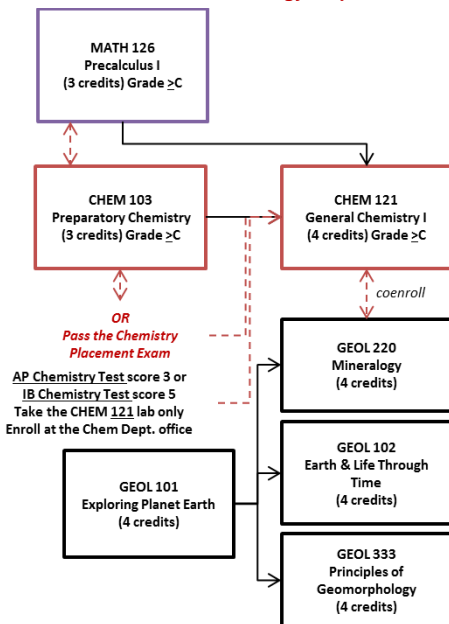 MATH 126
Precalculus I
(3 credits) Grade >C
CHEM 103
Preparatory Chemistry
(3 credits) Grade >C
CHEM 121
General Chemistry I
(4 credits) Grade >C
coenroll
OR
Pass the Chemistry
Placement Exam
AP Chemistry Test score 3 or
IB Chemistry Test score 5
Take the CHEM 121 lab only
Enroll at the Chem Dept. office
GEOL 220
Mineralogy
(4 credits)
GEOL 101
Exploring Planet Earth
(4 credits)
GEOL 102
Earth & Life Through
Time
(4 credits)
GEOL 333
Principles of
Geomorphology
(4 credits)